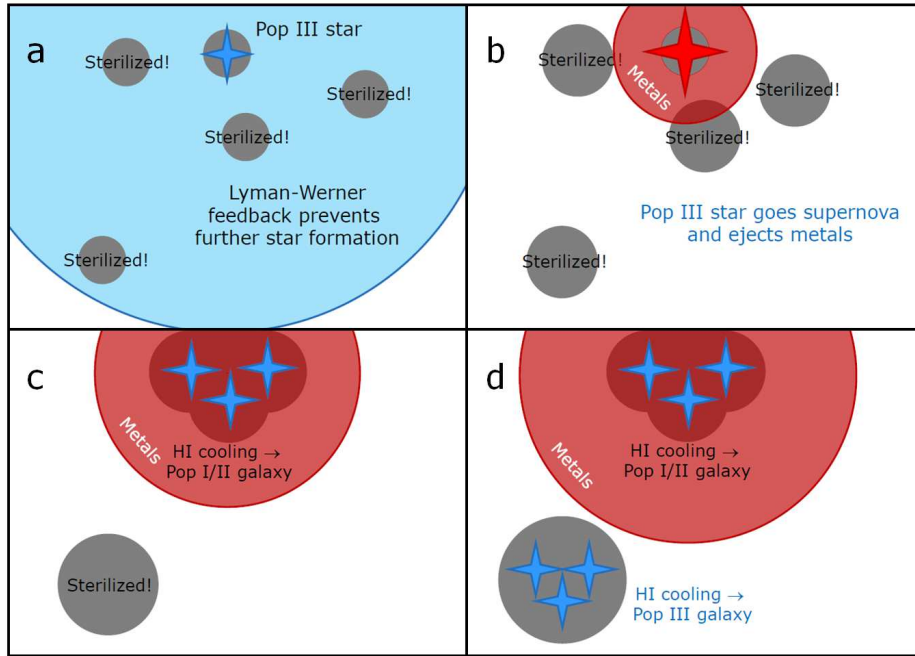 a
Pop III star
Sterilized!
Sterilized!
Sterilized!
Lyman-Werner
feedback prevents
further star formation
Sterilized!
b
Sterilized!
Metals
Sterilized!
Sterilized!
Pop III star goes supernova
and ejects metals
Sterilized!
c
Metals
HI cooling →
Pop I/II galaxy
Sterilized!
d
Metals
HI cooling →
Pop I/II galaxy
HI cooling →
Pop III galaxy